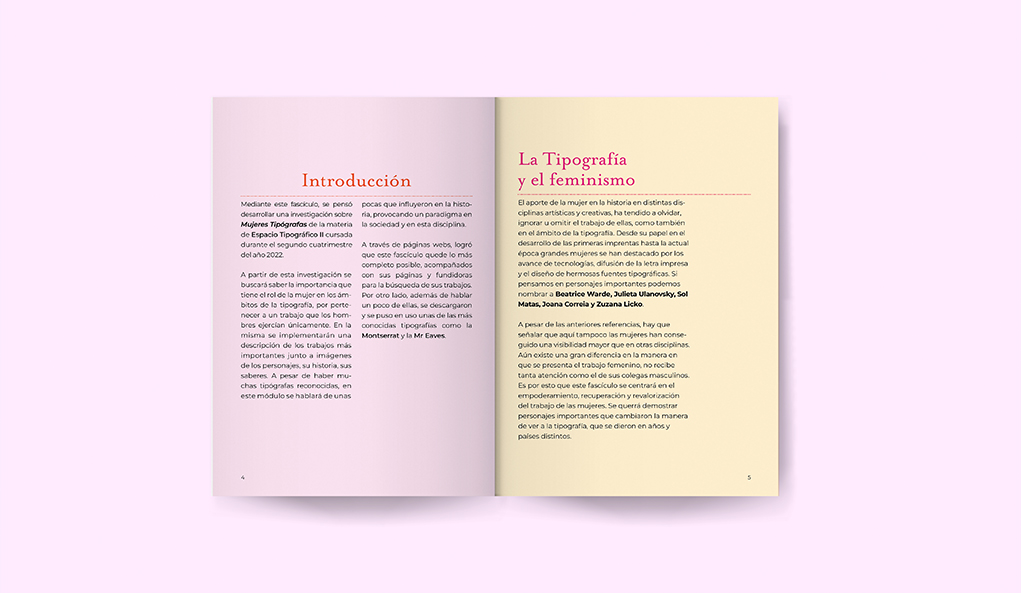 Introducción
Mediante este fascículo, se pensó
desarrollar una investigación sobre
Mujeres Tipógrafas de la materia
de Espacio Tipográfico II cursada
durante el segundo cuatrimestre
del año 2022.
A partir de esta investigación se
buscará saber la importancia que
tiene el rol de la mujer en los ám-
bitos de la tipografía, por perte-
necer a un trabajo que los hom-
bres ejercían únicamente. En la
misma se implementarán una
descripción de los trabajos más
importantes junto a imágenes
de los personajes, su historia, sus
saberes. A pesar de haber mu-
chas tipógrafas reconocidas, en
este módulo se hablará de unas
pocas que influyeron en la histo-
ria, provocando un paradigma en
la sociedad y en esta disciplina.
A través de páginas webs, logró
que este fascículo quede lo más
completo posible, acompañados
con sus páginas y fundidoras
para la búsqueda de sus trabajos.
Por otro lado, además de hablar
un poco de ellas, se descargaron
y se puso en uso unas de las más
conocidas tipografías como la
Montserrat y la Mr Eaves.
4
La Tipografía
y el feminismo
El aporte de la mujer en la historia en distintas dis-
ciplinas artísticas y creativas, ha tendido a olvidar,
ignorar u omitir el trabajo de ellas, como también
en el ámbito de la tipografía. Desde su papel en el
desarrollo de las primeras imprentas hasta la actual
época grandes mujeres se han destacado por los
avance de tecnologías, difusión de la letra impresa
y el diseño de hermosas fuentes tipográficas. Si
pensamos en personajes importantes podemos
nombrar a Beatrice Warde, Julieta Ulanovsky, Sol
Matas, Joana Correia y Zuzana Licko.
A pesar de las anteriores referencias, hay que
señalar que aquí tampoco las mujeres han conse-
guido una visibilidad mayor que en otras disciplinas.
Aún existe una gran diferencia en la manera en
que se presenta el trabajo femenino, no recibe
tanta atención como el de sus colegas masculinos.
Es por esto que este fascículo se centrará en el
empoderamiento, recuperación y revalorización
del trabajo de las mujeres. Se querrá demostrar
personajes importantes que cambiaron la manera
de ver a la tipografía, que se dieron en años y
países distintos.
5